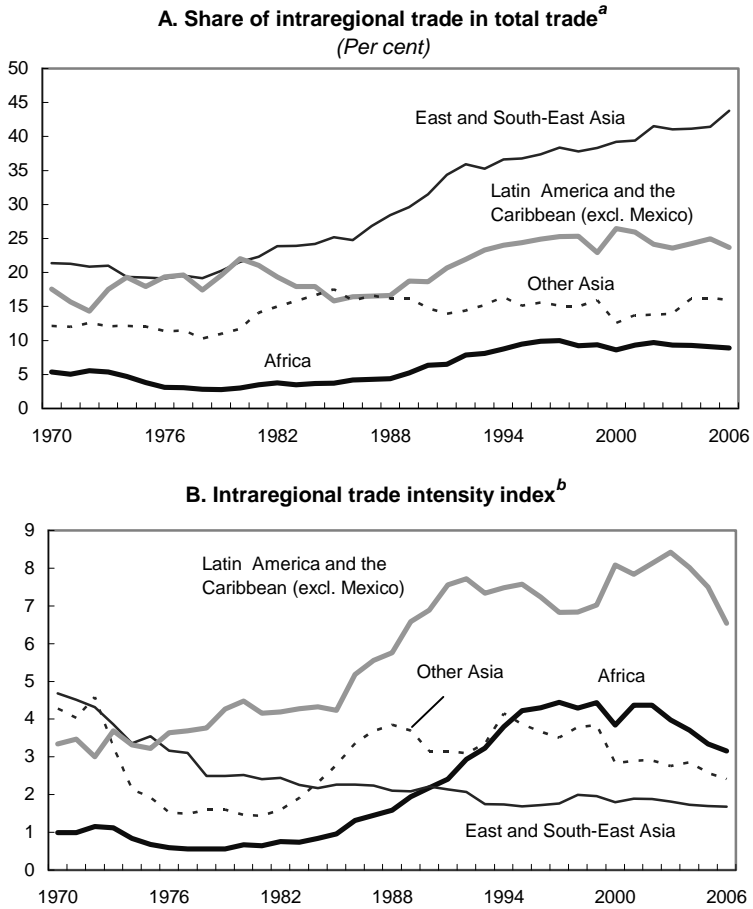 A. Share of intraregional trade in total trade^a
(Per cent)
50
45
40
35
30
25
20
15
10
5
0
East and South-East Asia
Latin America and the
Caribbean (excl. Mexico)
Other Asia
Africa
1970 1976 1982 1988 1994 2000 2006
B. Intraregional trade intensity index^b
9
8
7
6
5
4
3
2
1
0
Latin America and the
Caribbean (excl. Mexico)
Other Asia
Africa
East and South-East Asia
1970 1976 1982 1988 1994 2000 2006